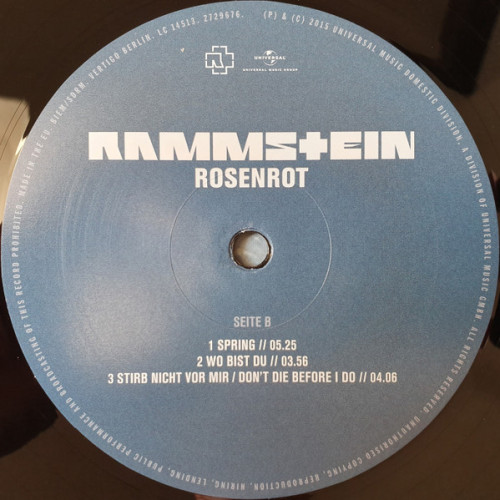 MADE IN THE EU. SILENTSDM. VERTIGO BERLIN. LC 14513. 2729676. (P) & (C) 2015 UNIVERSAL MUSIC DOMESTIC DIVISION, A DIVISION OF UNIVERSAL MUSIC GMBH. ALL RIGHTS RESERVED. UNAUTHORISED COPYING, REPRODUCTION, HIRING, LENDING, PUBLIC PERFORMANCE AND BROADCASTING OF THIS RECORD PROHIBITED.
UNIVERSAL
UNIVERSAL MUSIC GROUP
RAMMSTEIN
ROSENROT
SEITE B
1 SPRING // 05.25
2 WO BIST DU // 03.56
3 STIRB NICHT VOR MIR / DON'T DIE BEFORE I DO // 04.06